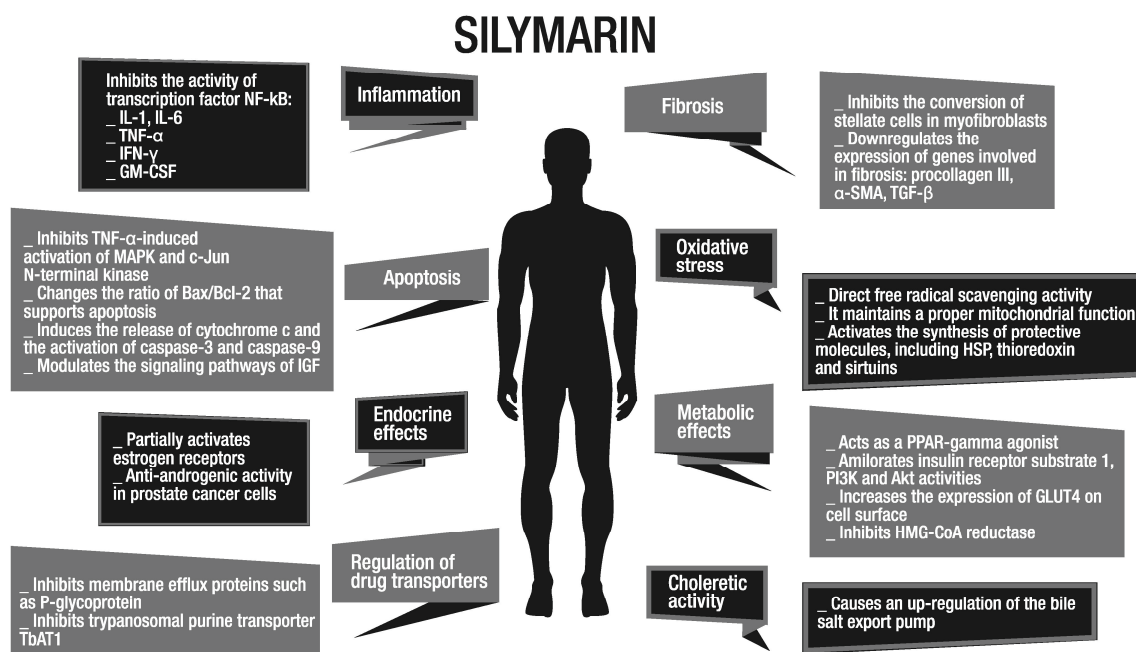 SILYMARIN
Inflammation
Inhibits the activity of
transcription factor NF-kB:
_ IL-1, IL-6
_ TNF-α
_ IFN-γ
_ GM-CSF
Apoptosis
_ Inhibits TNF-α-induced
activation of MAPK and c-Jun
N-terminal kinase
_ Changes the ratio of Bax/Bcl-2 that
supports apoptosis
_ Induces the release of cytochrome c and
the activation of caspase-3 and caspase-9
_ Modulates the signaling pathways of IGF
Endocrine
effects
_ Partially activates
estrogen receptors
_ Anti-androgenic activity
in prostate cancer cells
Regulation of
drug transporters
_ Inhibits membrane efflux proteins such
as P-glycoprotein
_ Inhibits trypanosomal purine transporter
TbAT1
Fibrosis
_ Inhibits the conversion of
stellate cells in myofibroblasts
_ Downregulates the
expression of genes involved
in fibrosis: procollagen III,
α-SMA, TGF-β
Oxidative
stress
_ Direct free radical scavenging activity
_ It maintains a proper mitochondrial function
_ Activates the synthesis of protective
molecules, including HSP, thioredoxin
and sirtuins
Metabolic
effects
_ Acts as a PPAR-gamma agonist
_ Amilorates insulin receptor substrate 1,
PI3K and Akt activities
_ Increases the expression of GLUT4 on
cell surface
_ Inhibits HMG-CoA reductase
Choleretic
activity
_ Causes an up-regulation of the bile
salt export pump